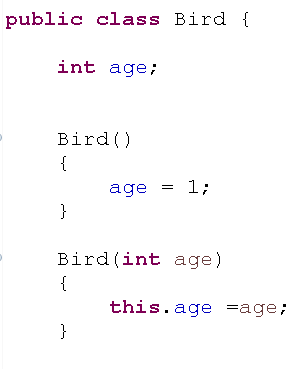 public class Bird {
int age;
Bird()
{
age = 1;
}
Bird(int age)
{
this.age =age;
}